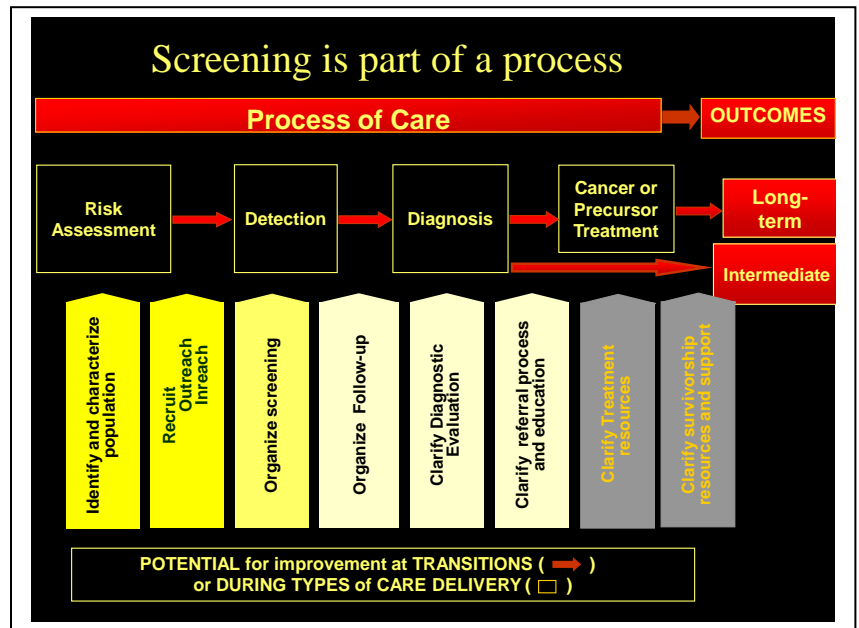 Screening is part of a process
Process of Care
OUTCOMES
Risk
Assessment
Detection
Diagnosis
Cancer or
Precursor
Treatment
Long-
term
Intermediate
Identify and characterize
population
Recruit
Outreach
Inreach
Organize screening
Organize Follow-up
Clarify Diagnostic
Evaluation
Clarify referral process
and education
Clarify Treatment
resources
Clarify survivorship
resources and support
POTENTIAL for improvement at TRANSITIONS ( )
or DURING TYPES of CARE DELIVERY ( )